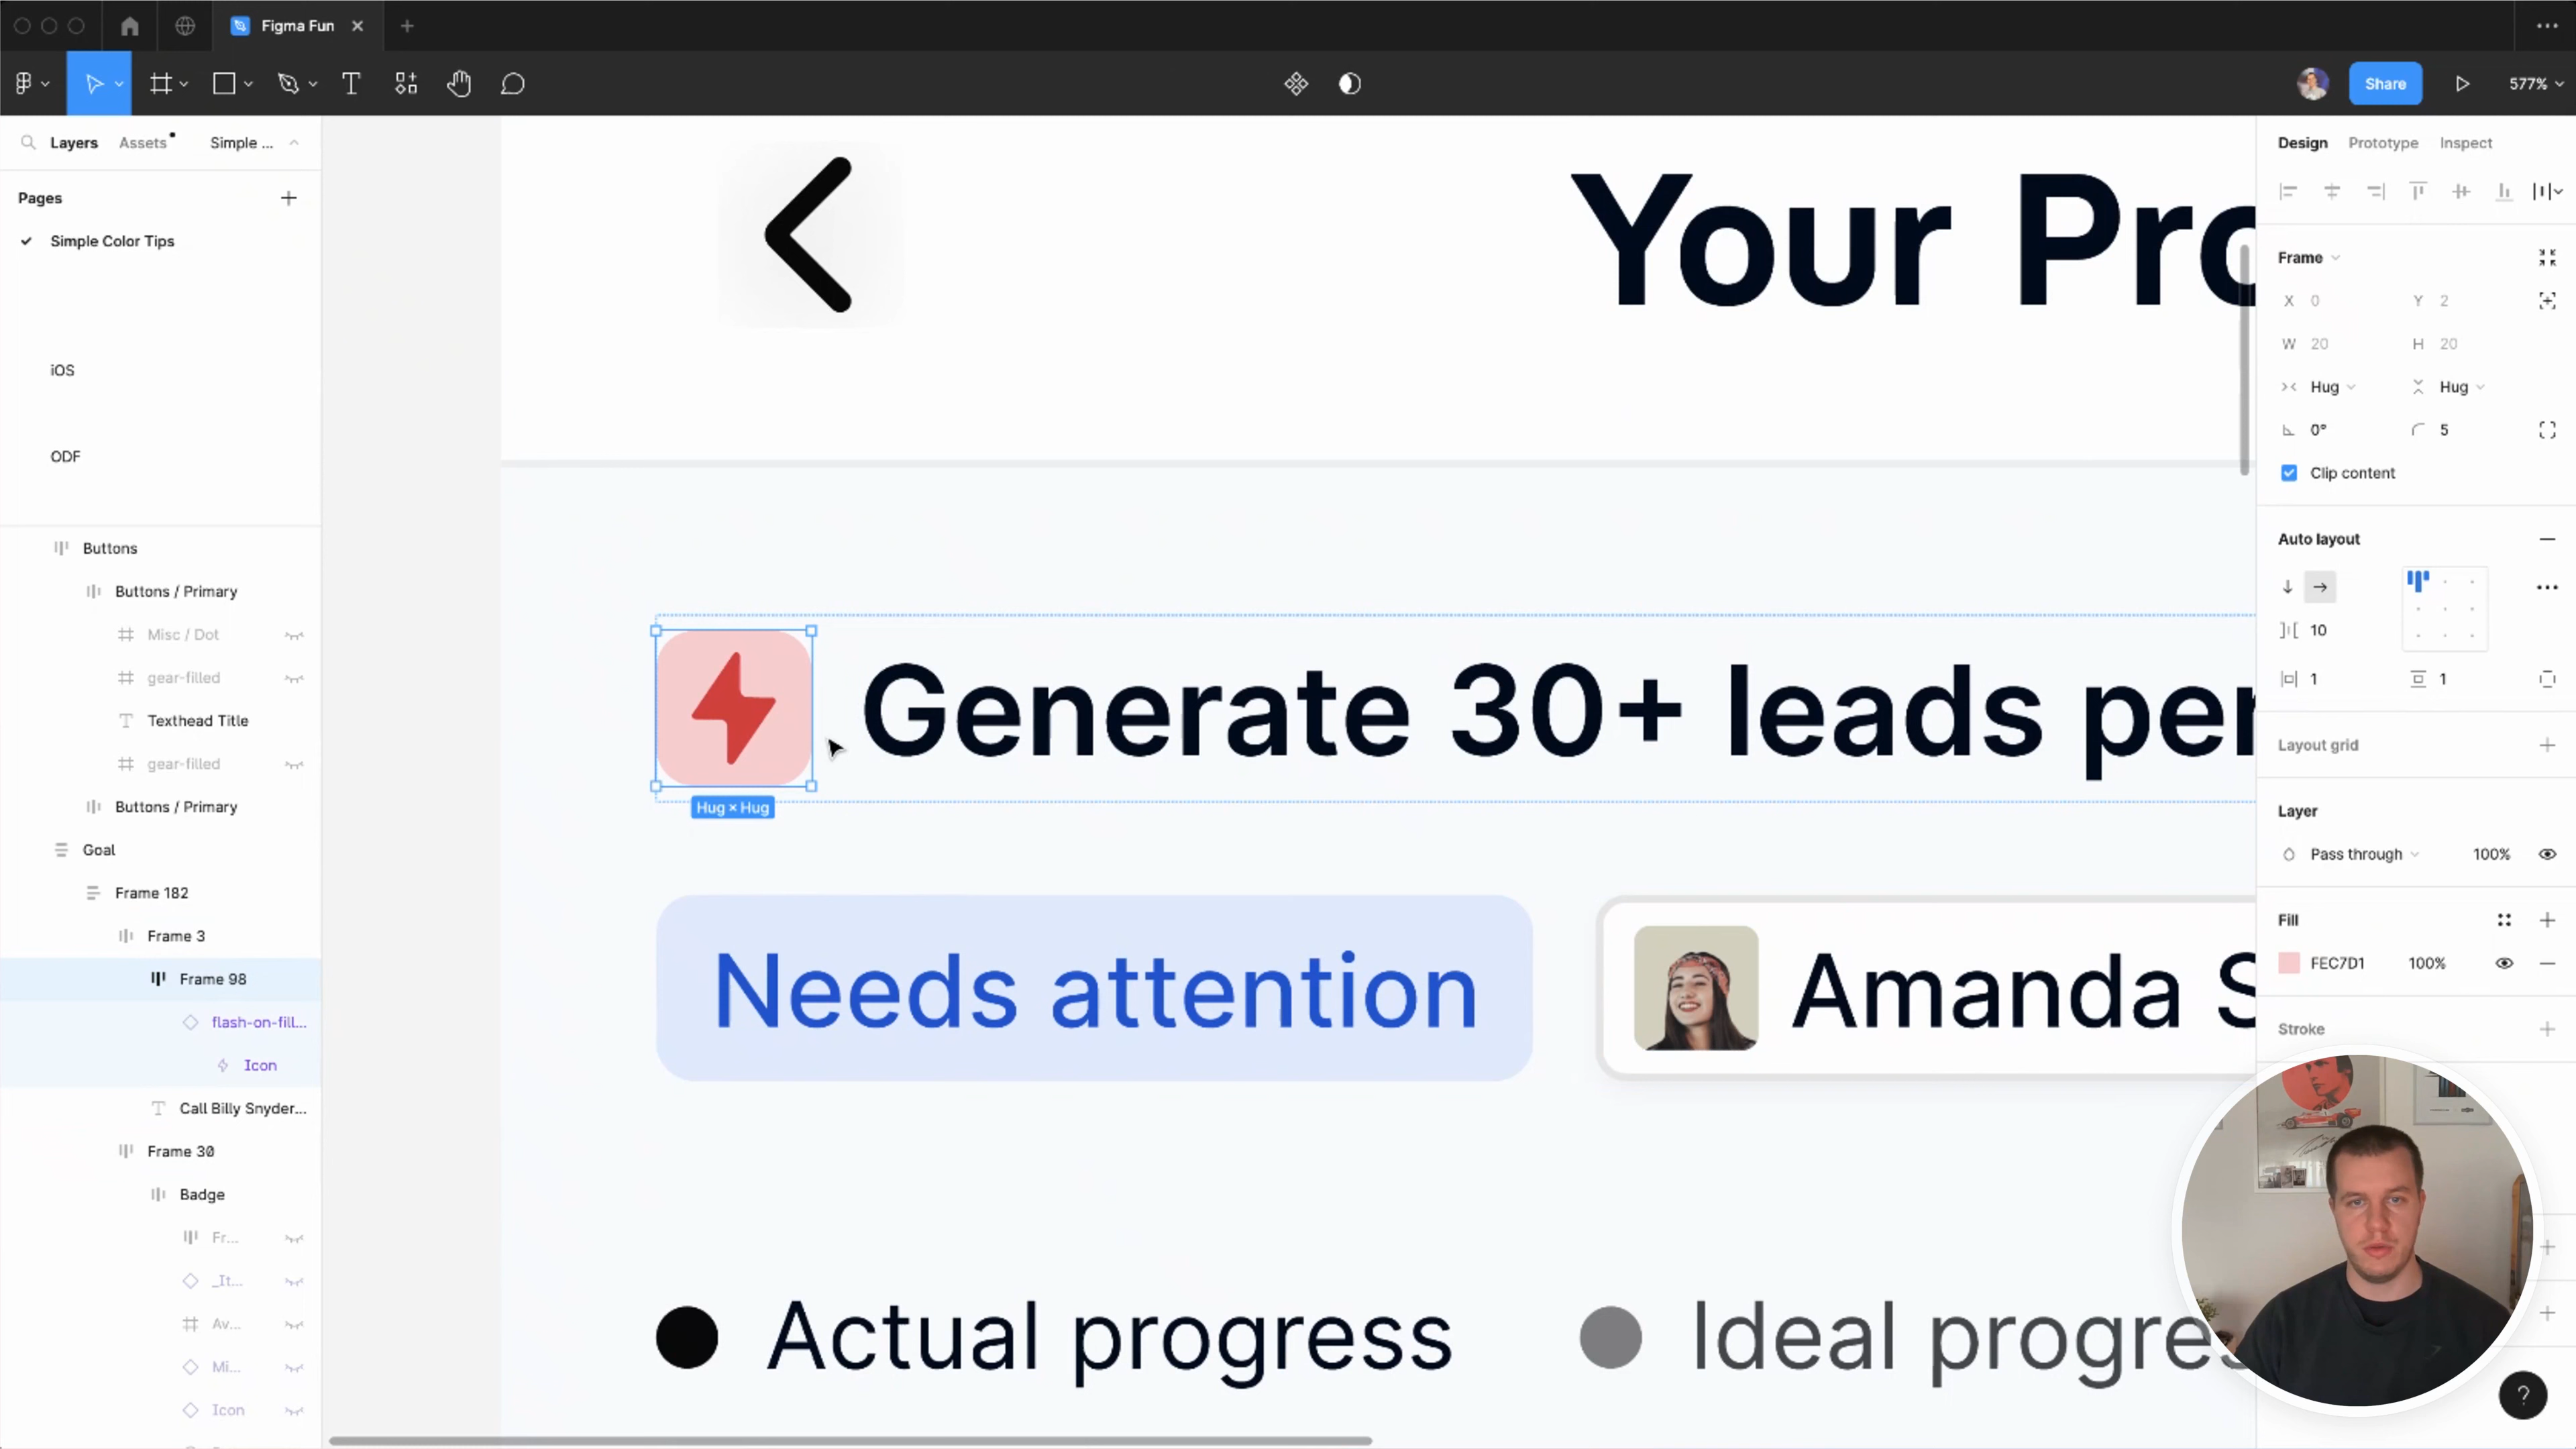 Figma Fun
Share
577%
Layers
Assets
Simple ...
Pages
Simple Color Tips
iOS
ODF
Buttons
Buttons / Primary
Misc / Dot
gear-filled
Texthead Title
gear-filled
Buttons / Primary
Goal
Frame 182
Frame 3
Frame 98
flash-on-fill...
Icon
Call Billy Snyder...
Frame 30
Badge
Fr...
_It...
Av...
Mi...
Icon
Your Pro
Generate 30+ leads per
Hug × Hug
Needs attention
Amanda S
Actual progress
Ideal progres
Design
Prototype
Inspect
Frame
X 0
Y 2
W 20
H 20
Hug
Hug
0°
5
Clip content
Auto layout
10
1
1
Layout grid
Layer
Pass through
100%
Fill
FEC7D1
100%
Stroke
?